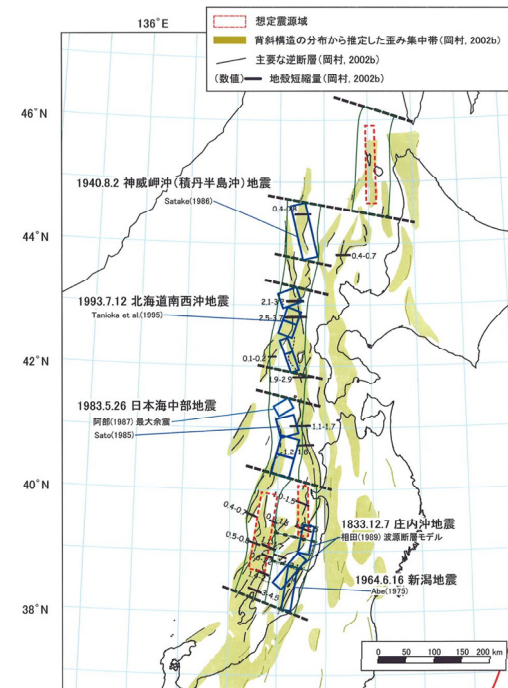 136°E
想定震源域
背斜構造の分布から推定した歪み集中帯(岡村, 2002b)
主要な逆断層(岡村, 2002b)
(数値) 地殻短縮量(岡村, 2002b)
46°N
1940.8.2 神威岬沖(積丹半島沖)地震
Satake(1986)
44°N
0.4-0.7
1993.7.12 北海道南西沖地震
Tanioka et al.(1995)
42°N
0.1-0.2
1.9-2.9
1983.5.26 日本海中部地震
阿部(1987) 最大余震
Sato(1985)
1.1-1.7
40°N
0.4-0.7
1833.12.7 庄内沖地震
相田(1989) 波源断層モデル
1964.6.16 新潟地震
Abe(1975)
38°N
0 50 100 150 200 km